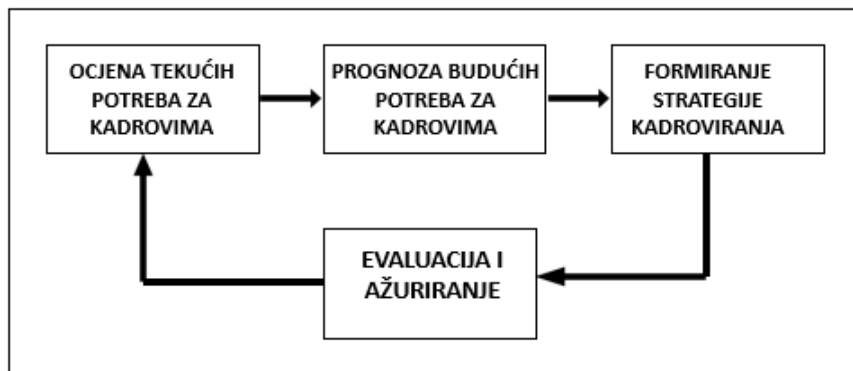 OCJENA TEKUĆIH
POTREBA ZA
KADROVIMA
PROGNOZA BUDUĆIH
POTREBA ZA
KADROVIMA
FORMIRANJE
STRATEGIJE
KADROVIRANJA
EVALUACIJA I
AŽURIRANJE